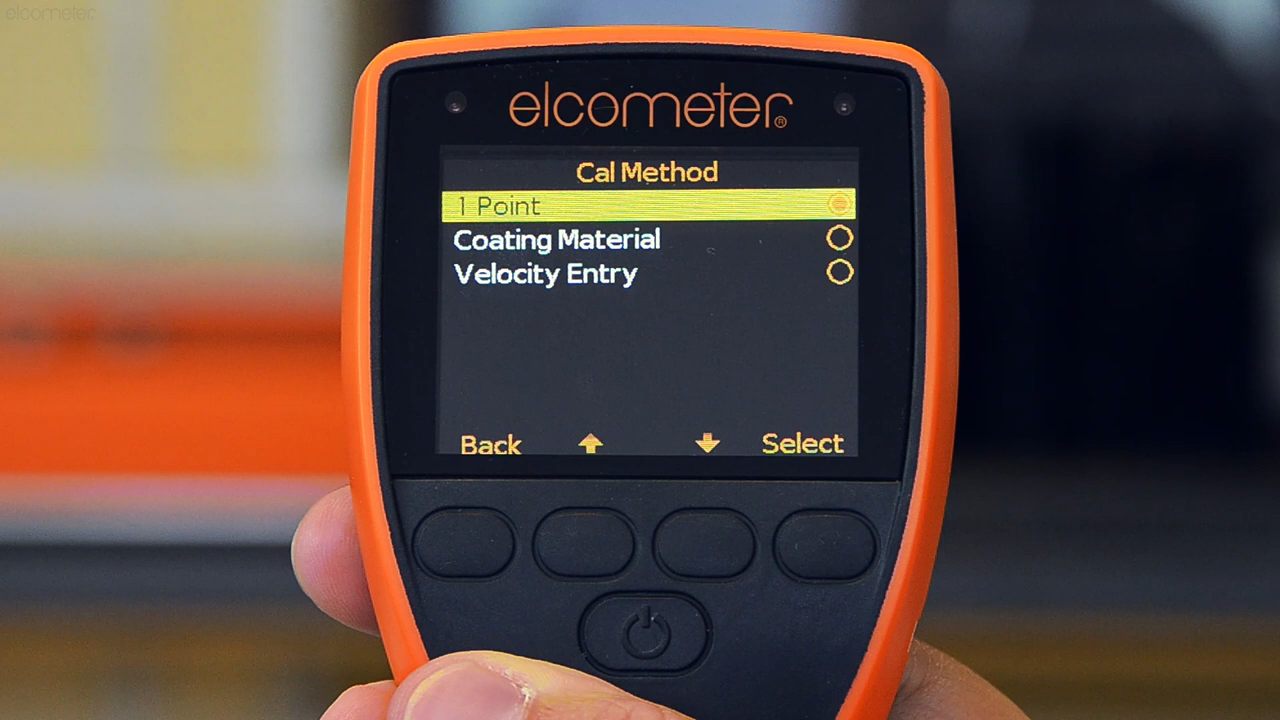 elcometer
elcometer®
Cal Method
1 Point
Coating Material
Velocity Entry
Back Select